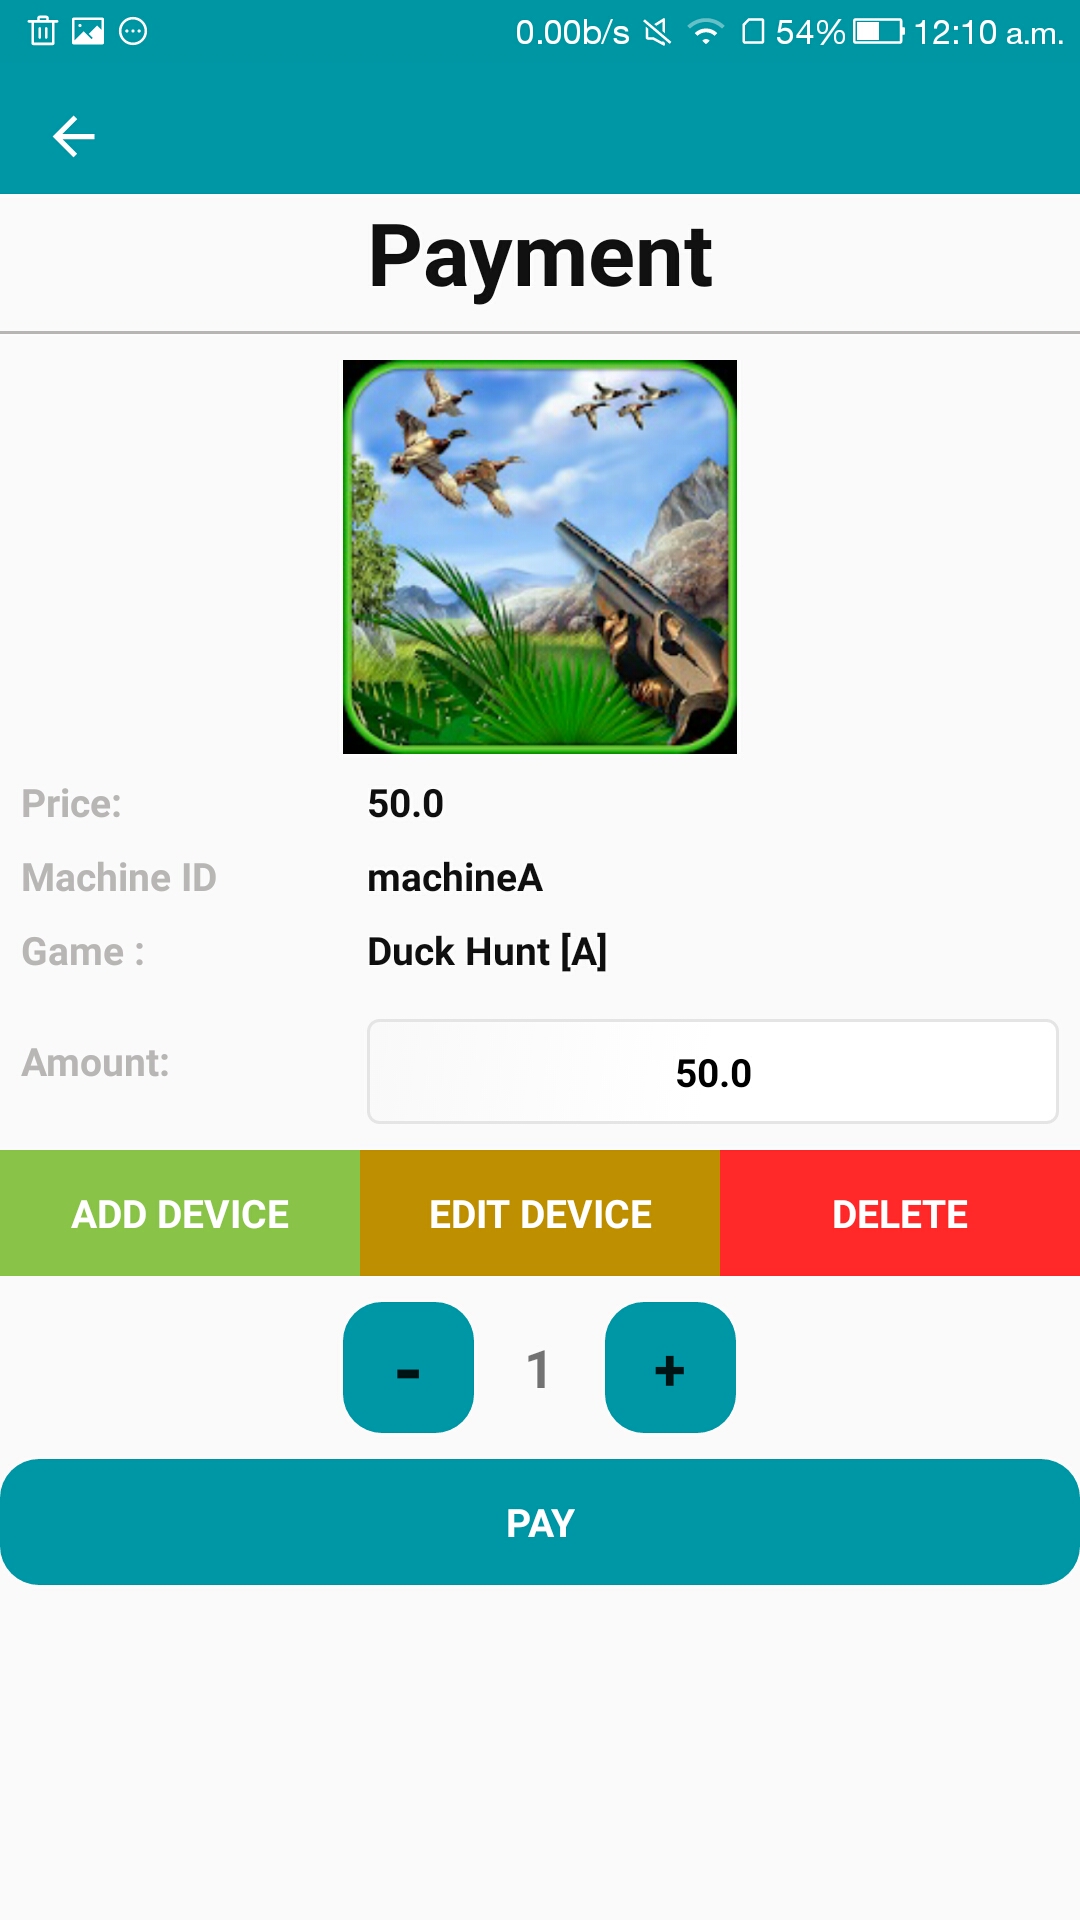 0.00b/s 54% 12:10 a.m.
Payment
Price: 50.0
Machine ID machineA
Game : Duck Hunt [A]
Amount: 50.0
ADD DEVICE EDIT DEVICE DELETE
- 1 +
PAY